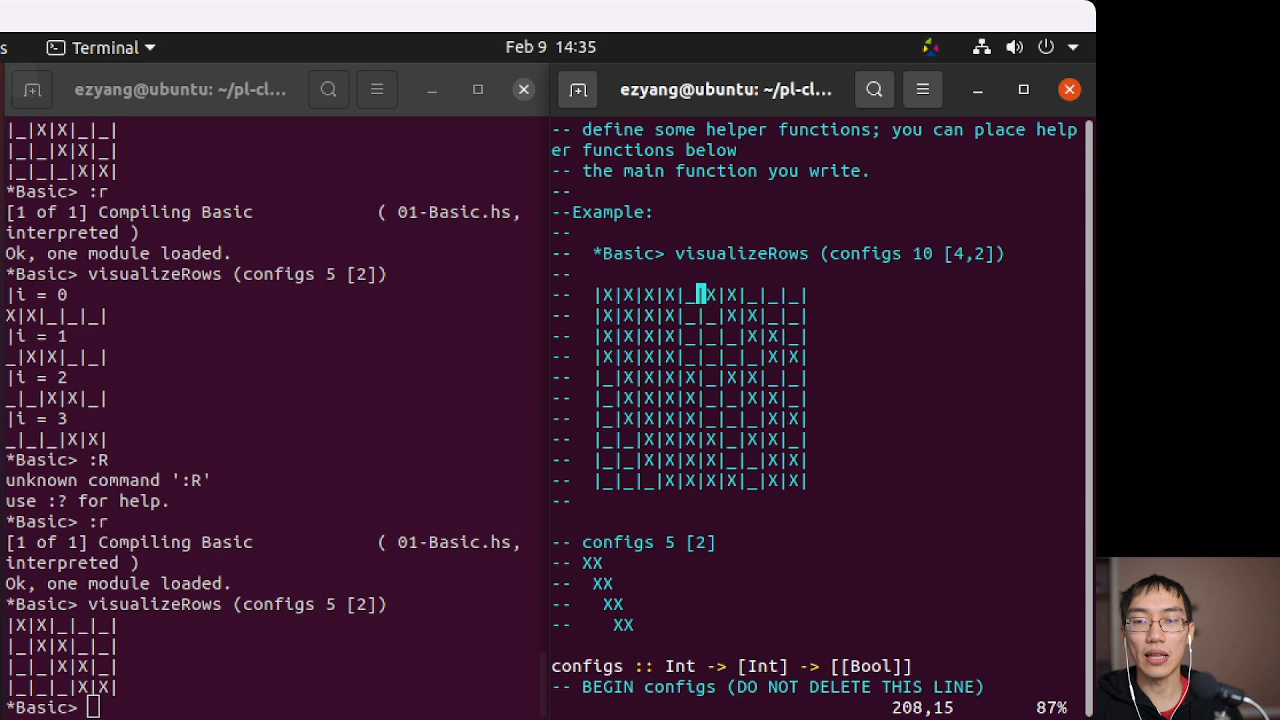 s Terminal Feb 9 14:35
ezyang@ubuntu: ~/pl-cl...
|_|X|X|_|_|
|_|_|X|X|_|
|_|_|_|X|X|
*Basic> :r
[1 of 1] Compiling Basic ( 01-Basic.hs,
interpreted )
Ok, one module loaded.
*Basic> visualizeRows (configs 5 [2])
|i = 0
X|X|_|_|_|
|i = 1
_|X|X|_|_|
|i = 2
_|_|X|X|_|
|i = 3
_|_|_|X|X|
*Basic> :R
unknown command ':R'
use :? for help.
*Basic> :r
[1 of 1] Compiling Basic ( 01-Basic.hs,
interpreted )
Ok, one module loaded.
*Basic> visualizeRows (configs 5 [2])
|X|X|_|_|_|
|_|X|X|_|_|
|_|_|X|X|_|
|_|_|_|X|X|
*Basic>
ezyang@ubuntu: ~/pl-cl...
-- define some helper functions; you can place help
er functions below
-- the main function you write.
--
--Example:
--
-- *Basic> visualizeRows (configs 10 [4,2])
--
-- |X|X|X|X|_|X|X|_|_|_|
-- |X|X|X|X|_|_|X|X|_|_|
-- |X|X|X|X|_|_|_|X|X|_|
-- |X|X|X|X|_|_|_|_|X|X|
-- |_|X|X|X|X|_|X|X|_|_|
-- |_|X|X|X|X|_|_|X|X|_|
-- |_|X|X|X|X|_|_|_|X|X|
-- |_|_|X|X|X|X|_|X|X|_|
-- |_|_|X|X|X|X|_|_|X|X|
-- |_|_|_|X|X|X|X|_|X|X|
--
-- configs 5 [2]
-- XX
--  XX
--   XX
--    XX
configs :: Int -> [Int] -> [[Bool]]
-- BEGIN configs (DO NOT DELETE THIS LINE)
208,15 87%